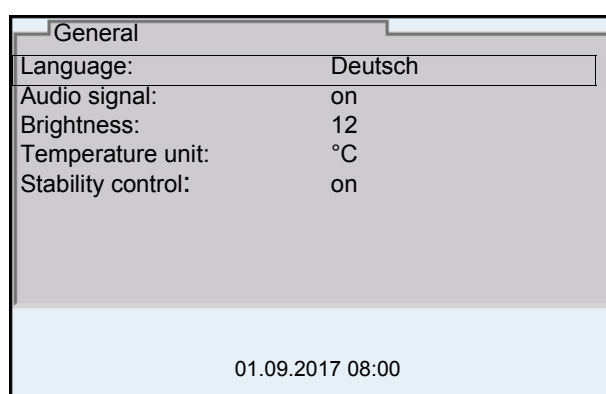 General
Language: Deutsch
Audio signal: on
Brightness: 12
Temperature unit: °C
Stability control: on
01.09.2017 08:00